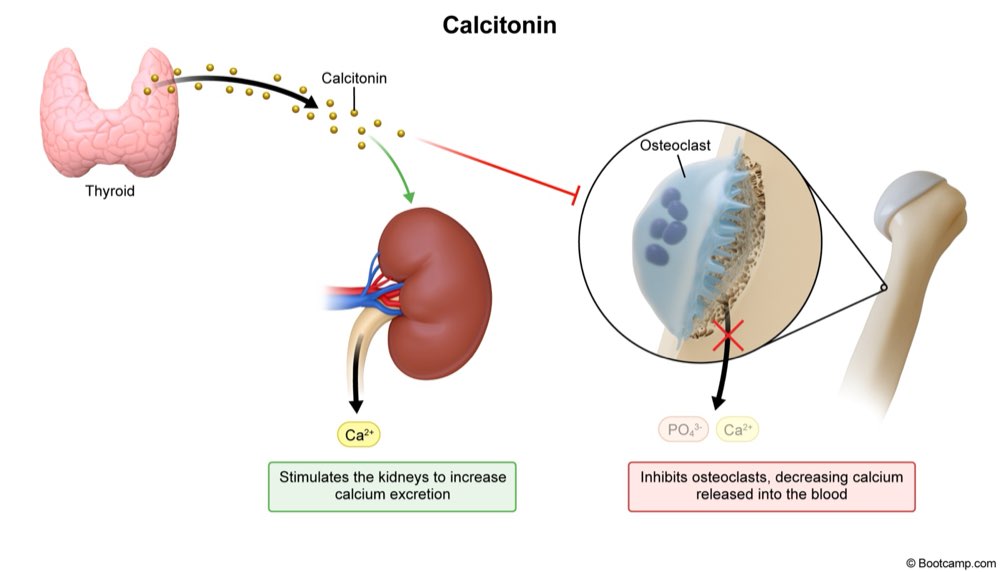 Calcitonin
Calcitonin
Thyroid
Osteoclast
Ca²⁺
PO₄³⁻
Ca²⁺
Stimulates the kidneys to increase
calcium excretion
Inhibits osteoclasts, decreasing calcium
released into the blood
© Bootcamp.com